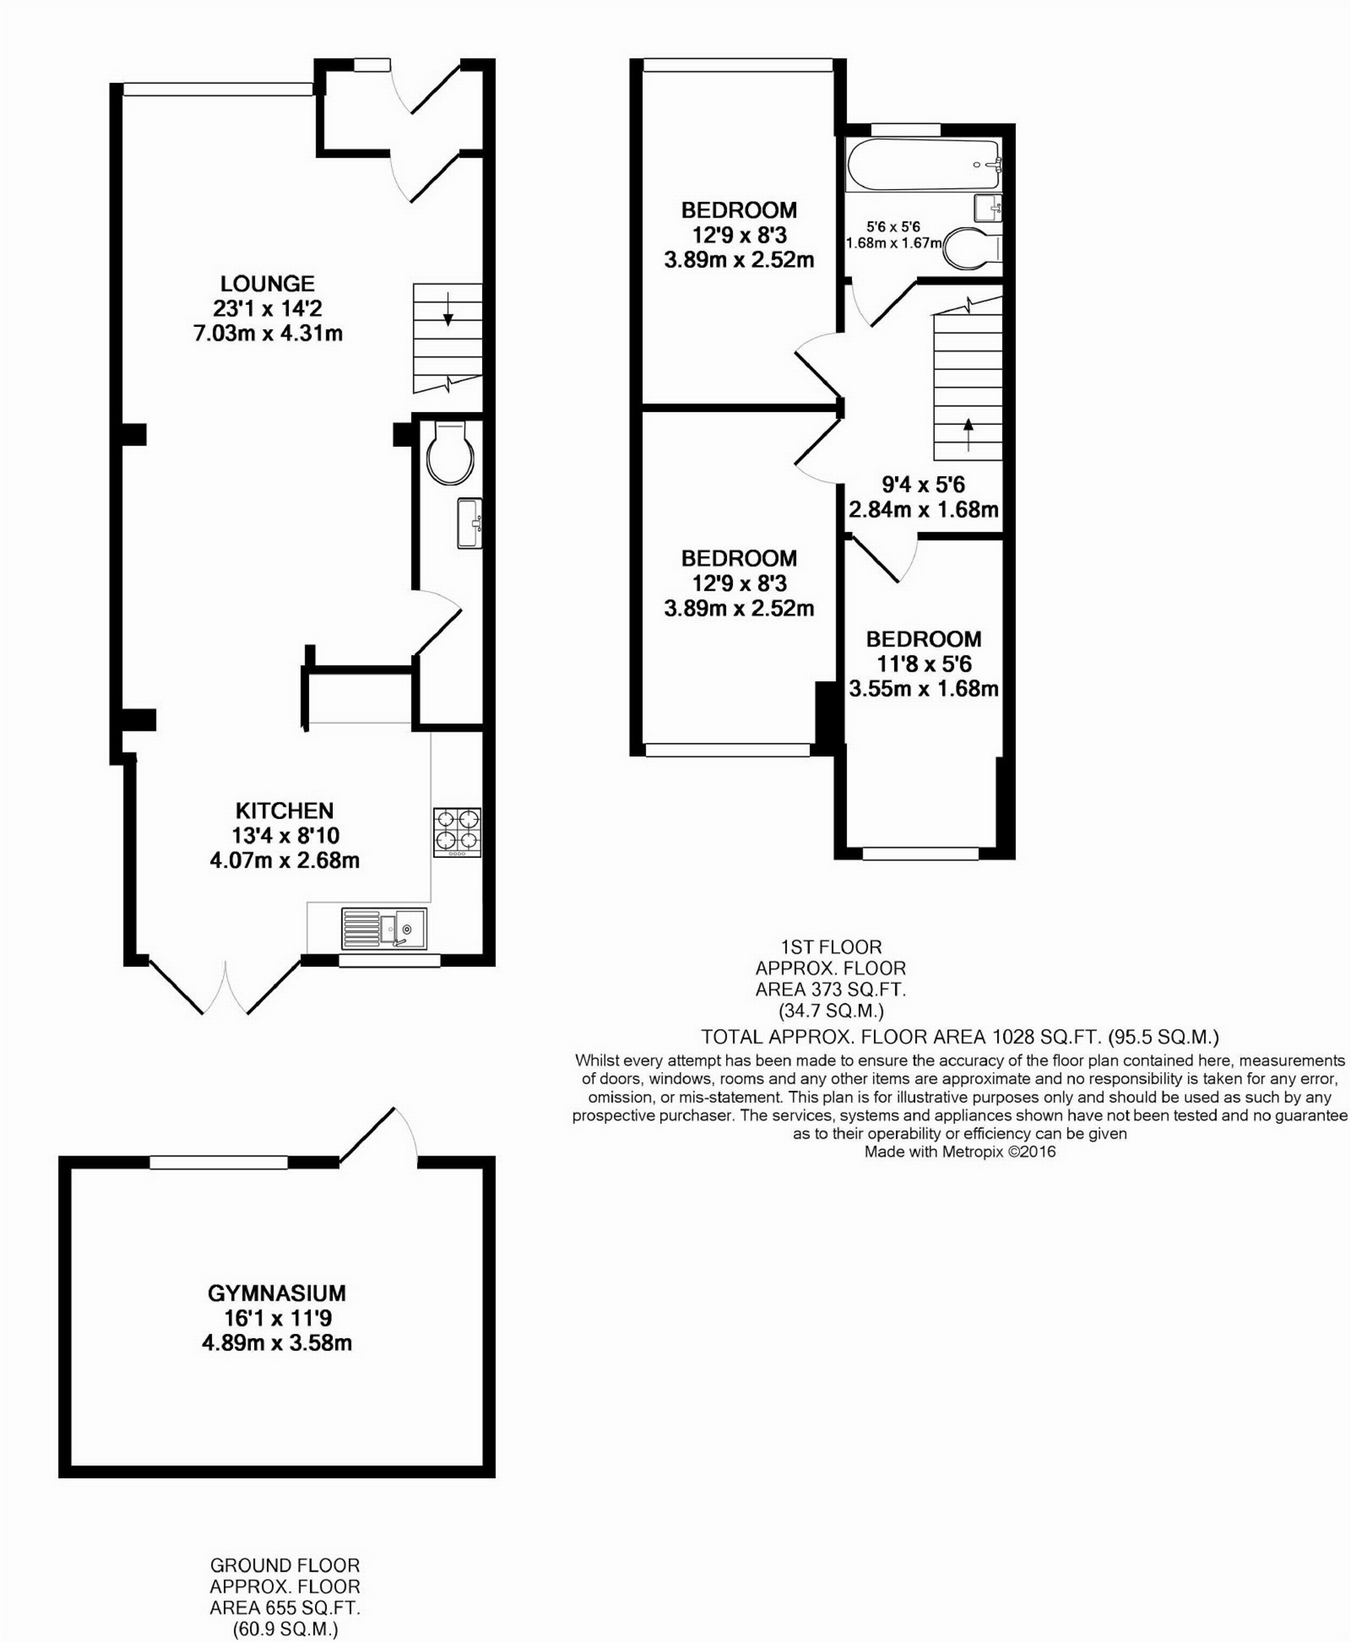 LOUNGE
23'1 x 14'2
7.03m x 4.31m
KITCHEN
13'4 x 8'10
4.07m x 2.68m
GYMNASIUM
16'1 x 11'9
4.89m x 3.58m
GROUND FLOOR
APPROX. FLOOR
AREA 655 SQ.FT.
(60.9 SQ.M.)
BEDROOM
12'9 x 8'3
3.89m x 2.52m
5'6 x 5'6
1.68m x 1.67m
9'4 x 5'6
2.84m x 1.68m
BEDROOM
12'9 x 8'3
3.89m x 2.52m
BEDROOM
11'8 x 5'6
3.55m x 1.68m
1ST FLOOR
APPROX. FLOOR
AREA 373 SQ.FT.
(34.7 SQ.M.)
TOTAL APPROX. FLOOR AREA 1028 SQ.FT. (95.5 SQ.M.)
Whilst every attempt has been made to ensure the accuracy of the floor plan contained here, measurements
of doors, windows, rooms and any other items are approximate and no responsibility is taken for any error,
omission, or mis-statement. This plan is for illustrative purposes only and should be used as such by any
prospective purchaser. The services, systems and appliances shown have not been tested and no guarantee
as to their operability or efficiency can be given
Made with Metropix ©2016